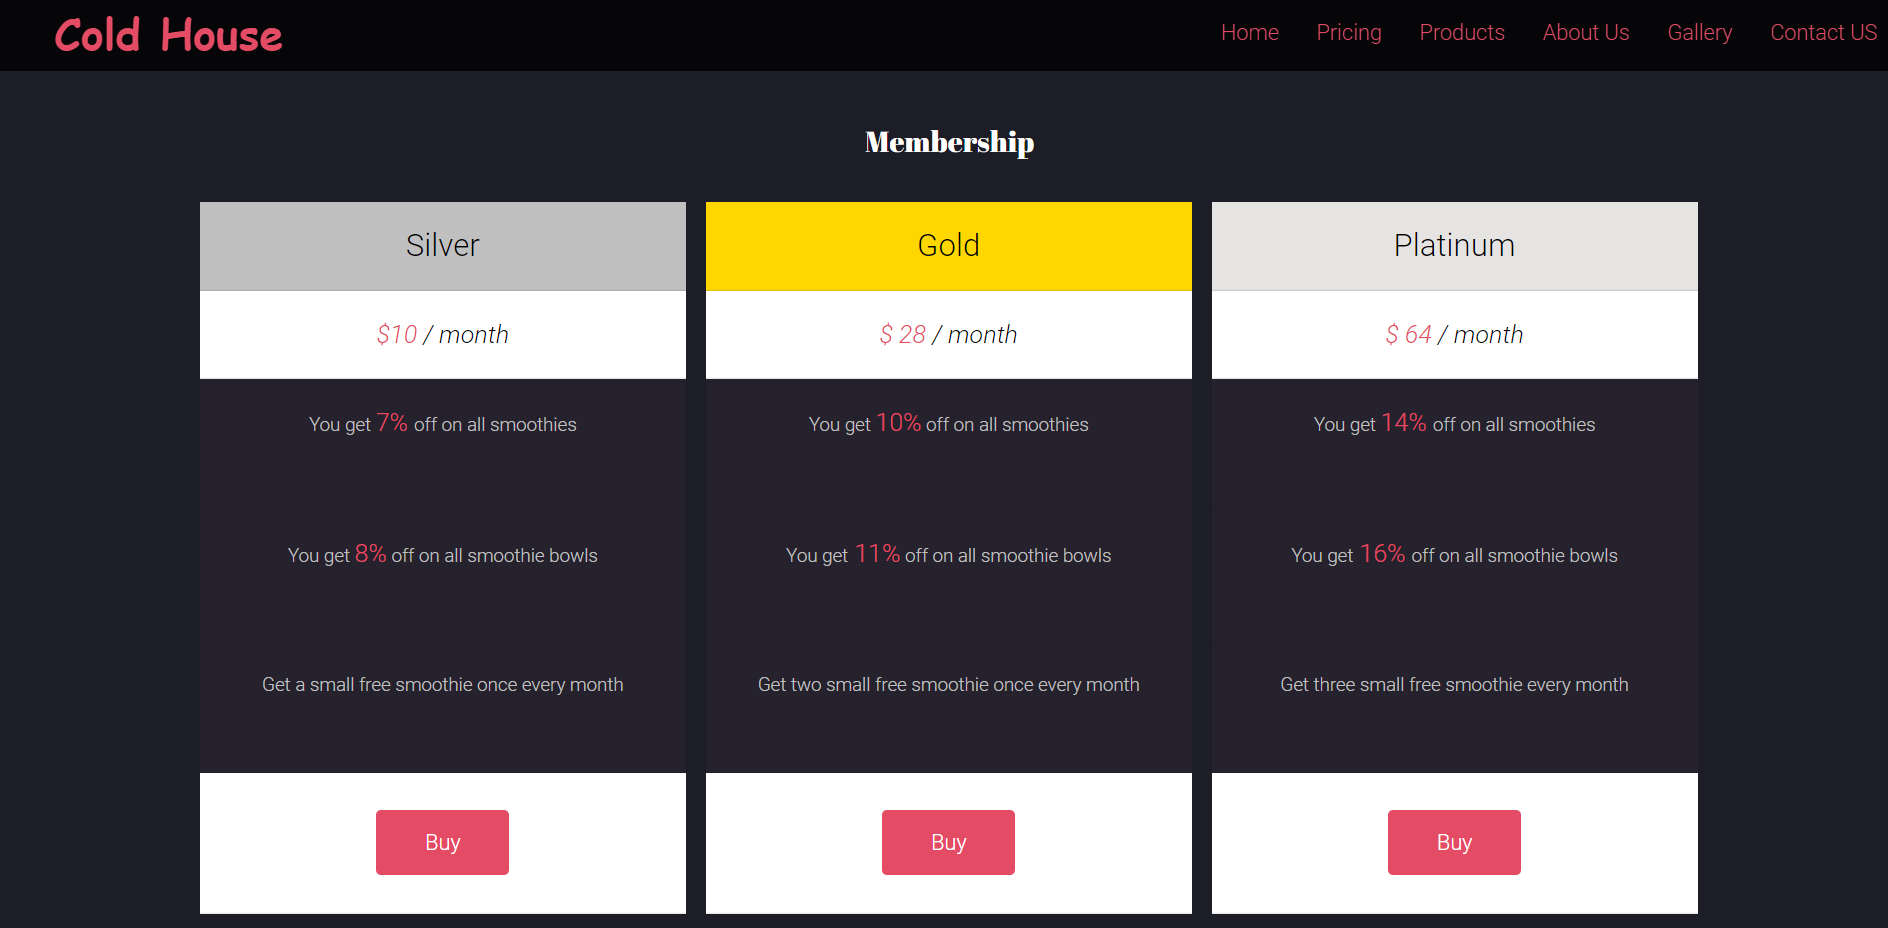 Cold House
Home Pricing Products About Us Gallery Contact US
Membership
Silver
$10 / month
You get 7% off on all smoothies
You get 8% off on all smoothie bowls
Get a small free smoothie once every month
Buy
Gold
$ 28 / month
You get 10% off on all smoothies
You get 11% off on all smoothie bowls
Get two small free smoothie once every month
Buy
Platinum
$ 64 / month
You get 14% off on all smoothies
You get 16% off on all smoothie bowls
Get three small free smoothie every month
Buy